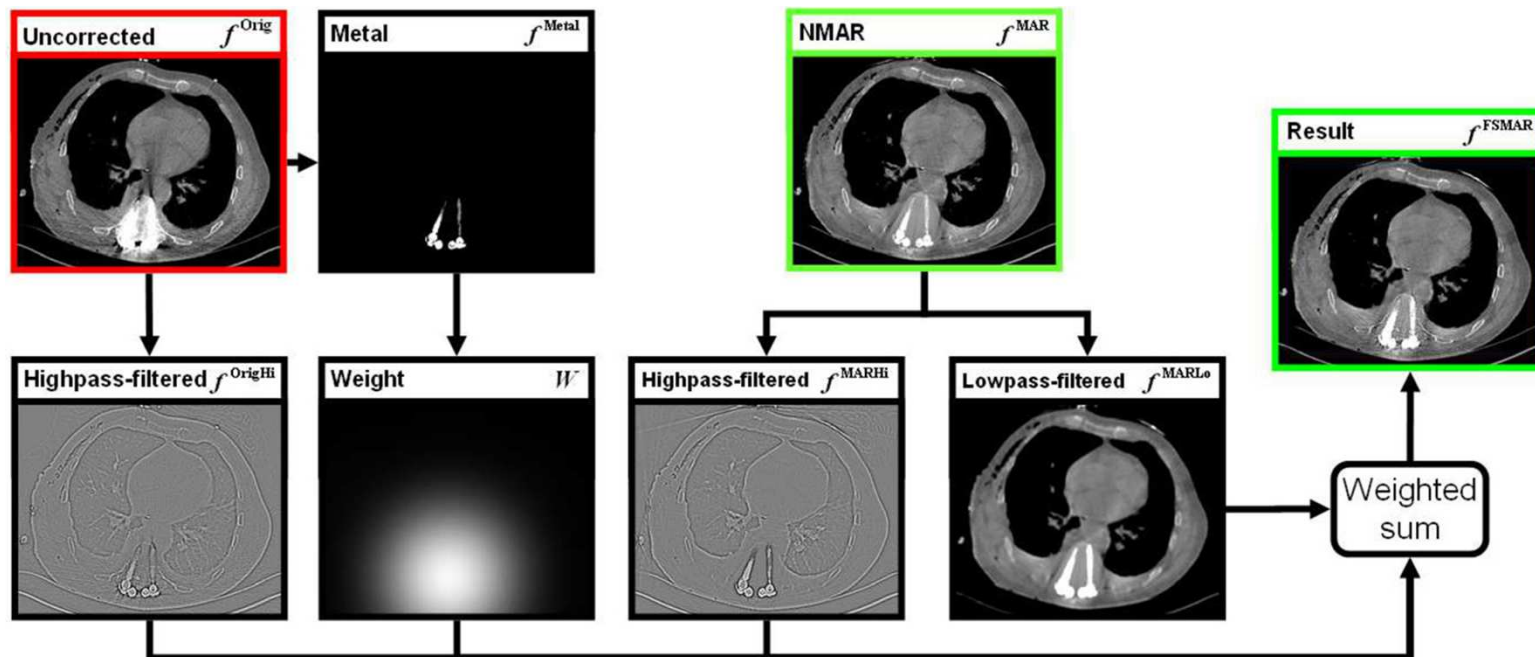 Uncorrected f^Orig
Metal f^Metal
NMAR f^MAR
Result f^FSMAR
Highpass-filtered f^OrigHi
Weight W
Highpass-filtered f^MARHi
Lowpass-filtered f^MARLo
Weighted
sum